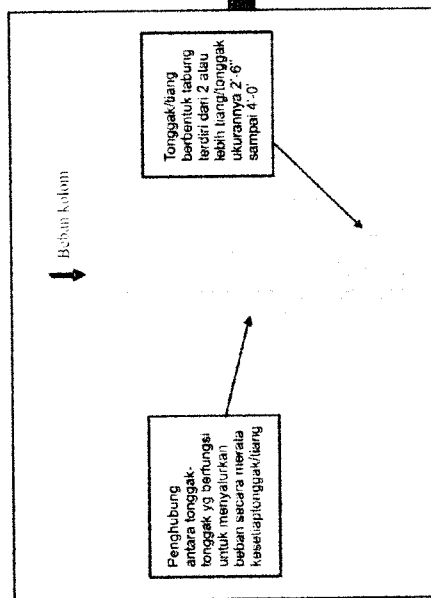 Beban kolom
Penghubung
antara tonggak-
tonggak yg berfungsi
untuk menyalurkan
beban secara merata
kesetiaptonggak/tiang
Tonggak/tiang
berbentuk tabung
terdiri dari 2 atau
lebih tiang/tonggak
ukurannya 2'-6"
sampai 4'-0'